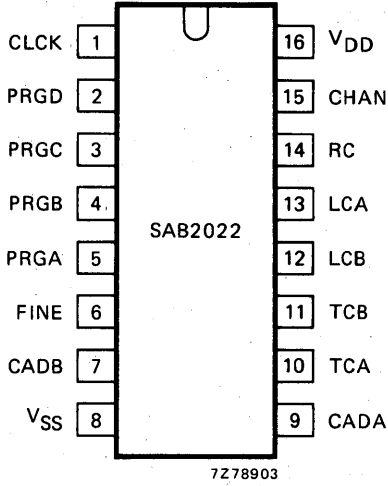 CLCK 1 16 VDD
PRGD 2 15 CHAN
PRGC 3 14 RC
PRGB 4 13 LCA
SAB2022
PRGA 5 12 LCB
FINE 6 11 TCB
CADB 7 10 TCA
VSS 8 9 CADA
7Z78903